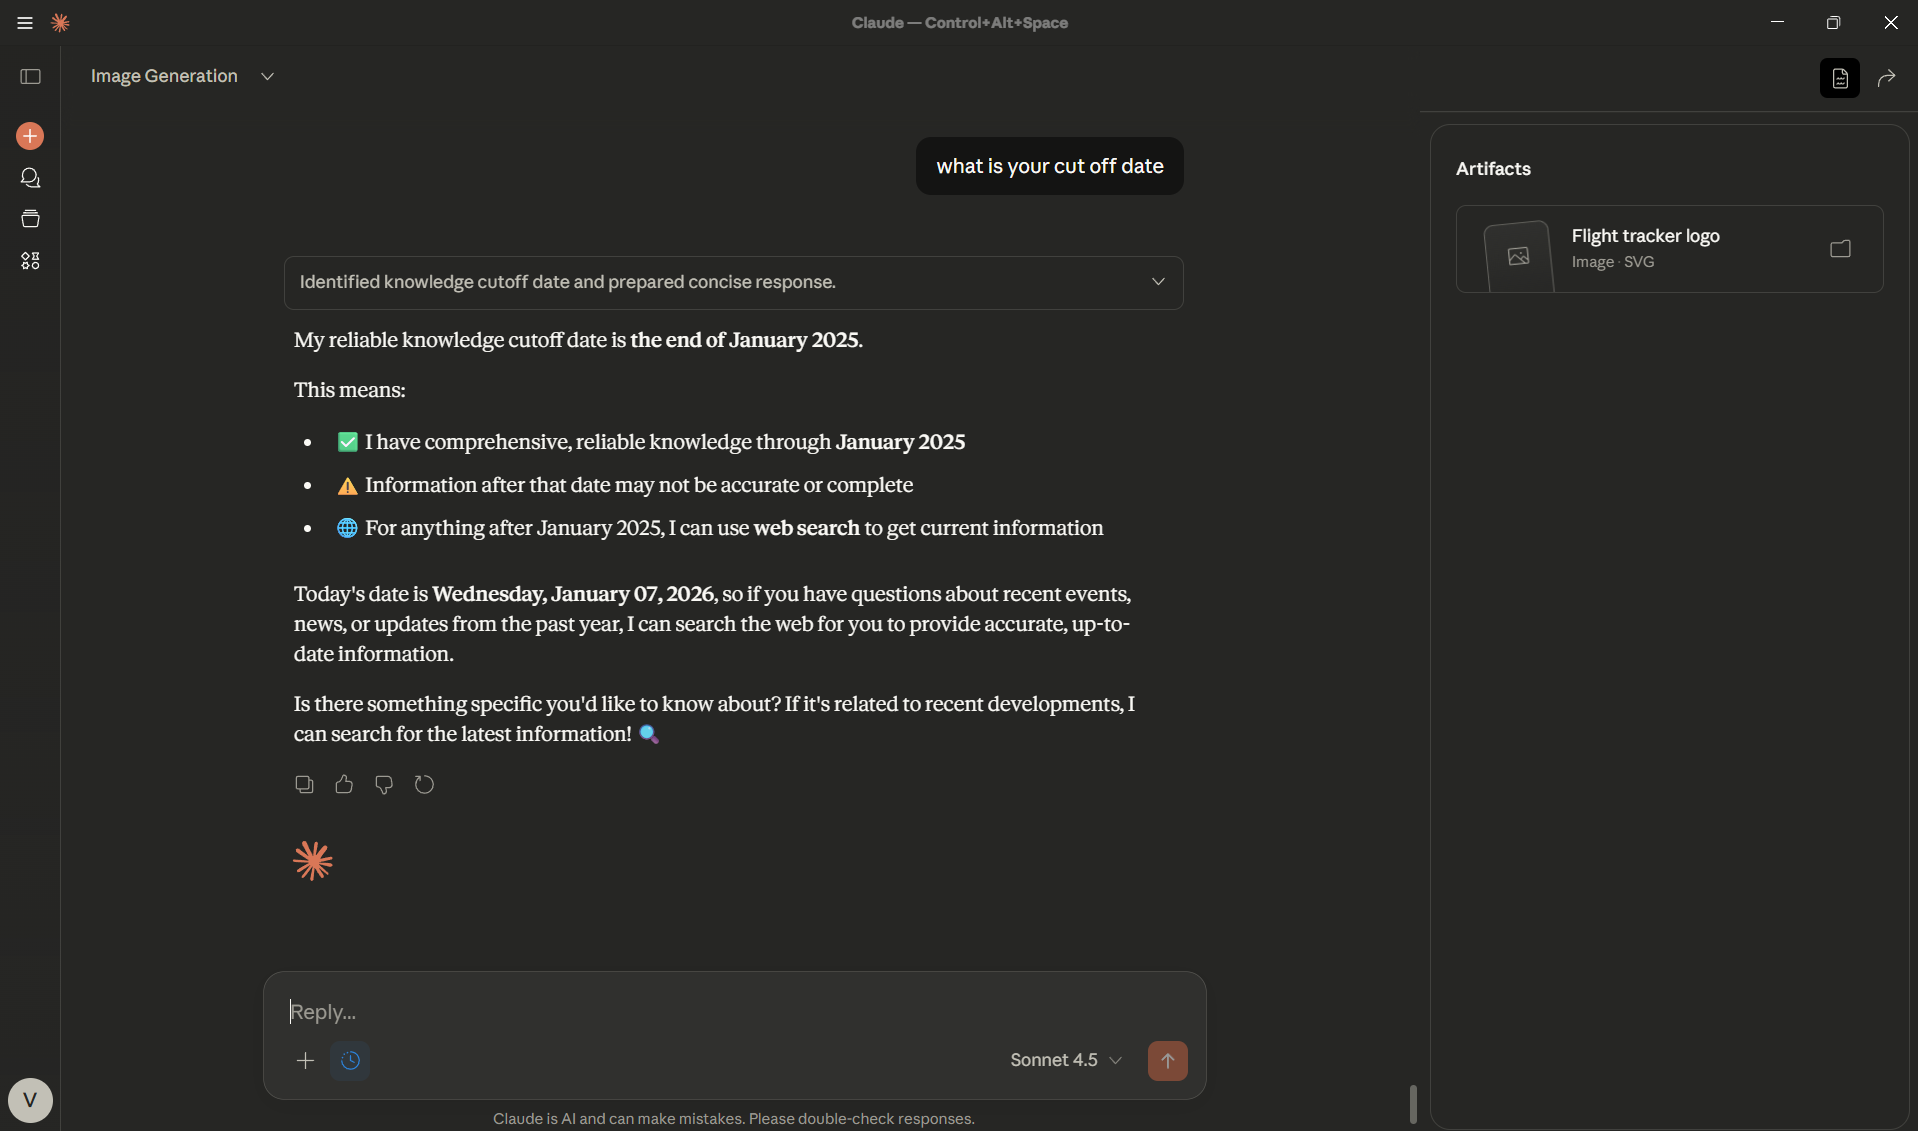 Claude — Control+Alt+Space
Image Generation
what is your cut off date
Identified knowledge cutoff date and prepared concise response.
My reliable knowledge cutoff date is the end of January 2025.
This means:
• ✅ I have comprehensive, reliable knowledge through January 2025
• ⚠️ Information after that date may not be accurate or complete
• 🌐 For anything after January 2025, I can use web search to get current information
Today's date is Wednesday, January 07, 2026, so if you have questions about recent events,
news, or updates from the past year, I can search the web for you to provide accurate, up-to-
date information.
Is there something specific you'd like to know about? If it's related to recent developments, I
can search for the latest information! 🔍
Reply...
Sonnet 4.5
Claude is AI and can make mistakes. Please double-check responses.
V
Artifacts
Flight tracker logo
Image · SVG